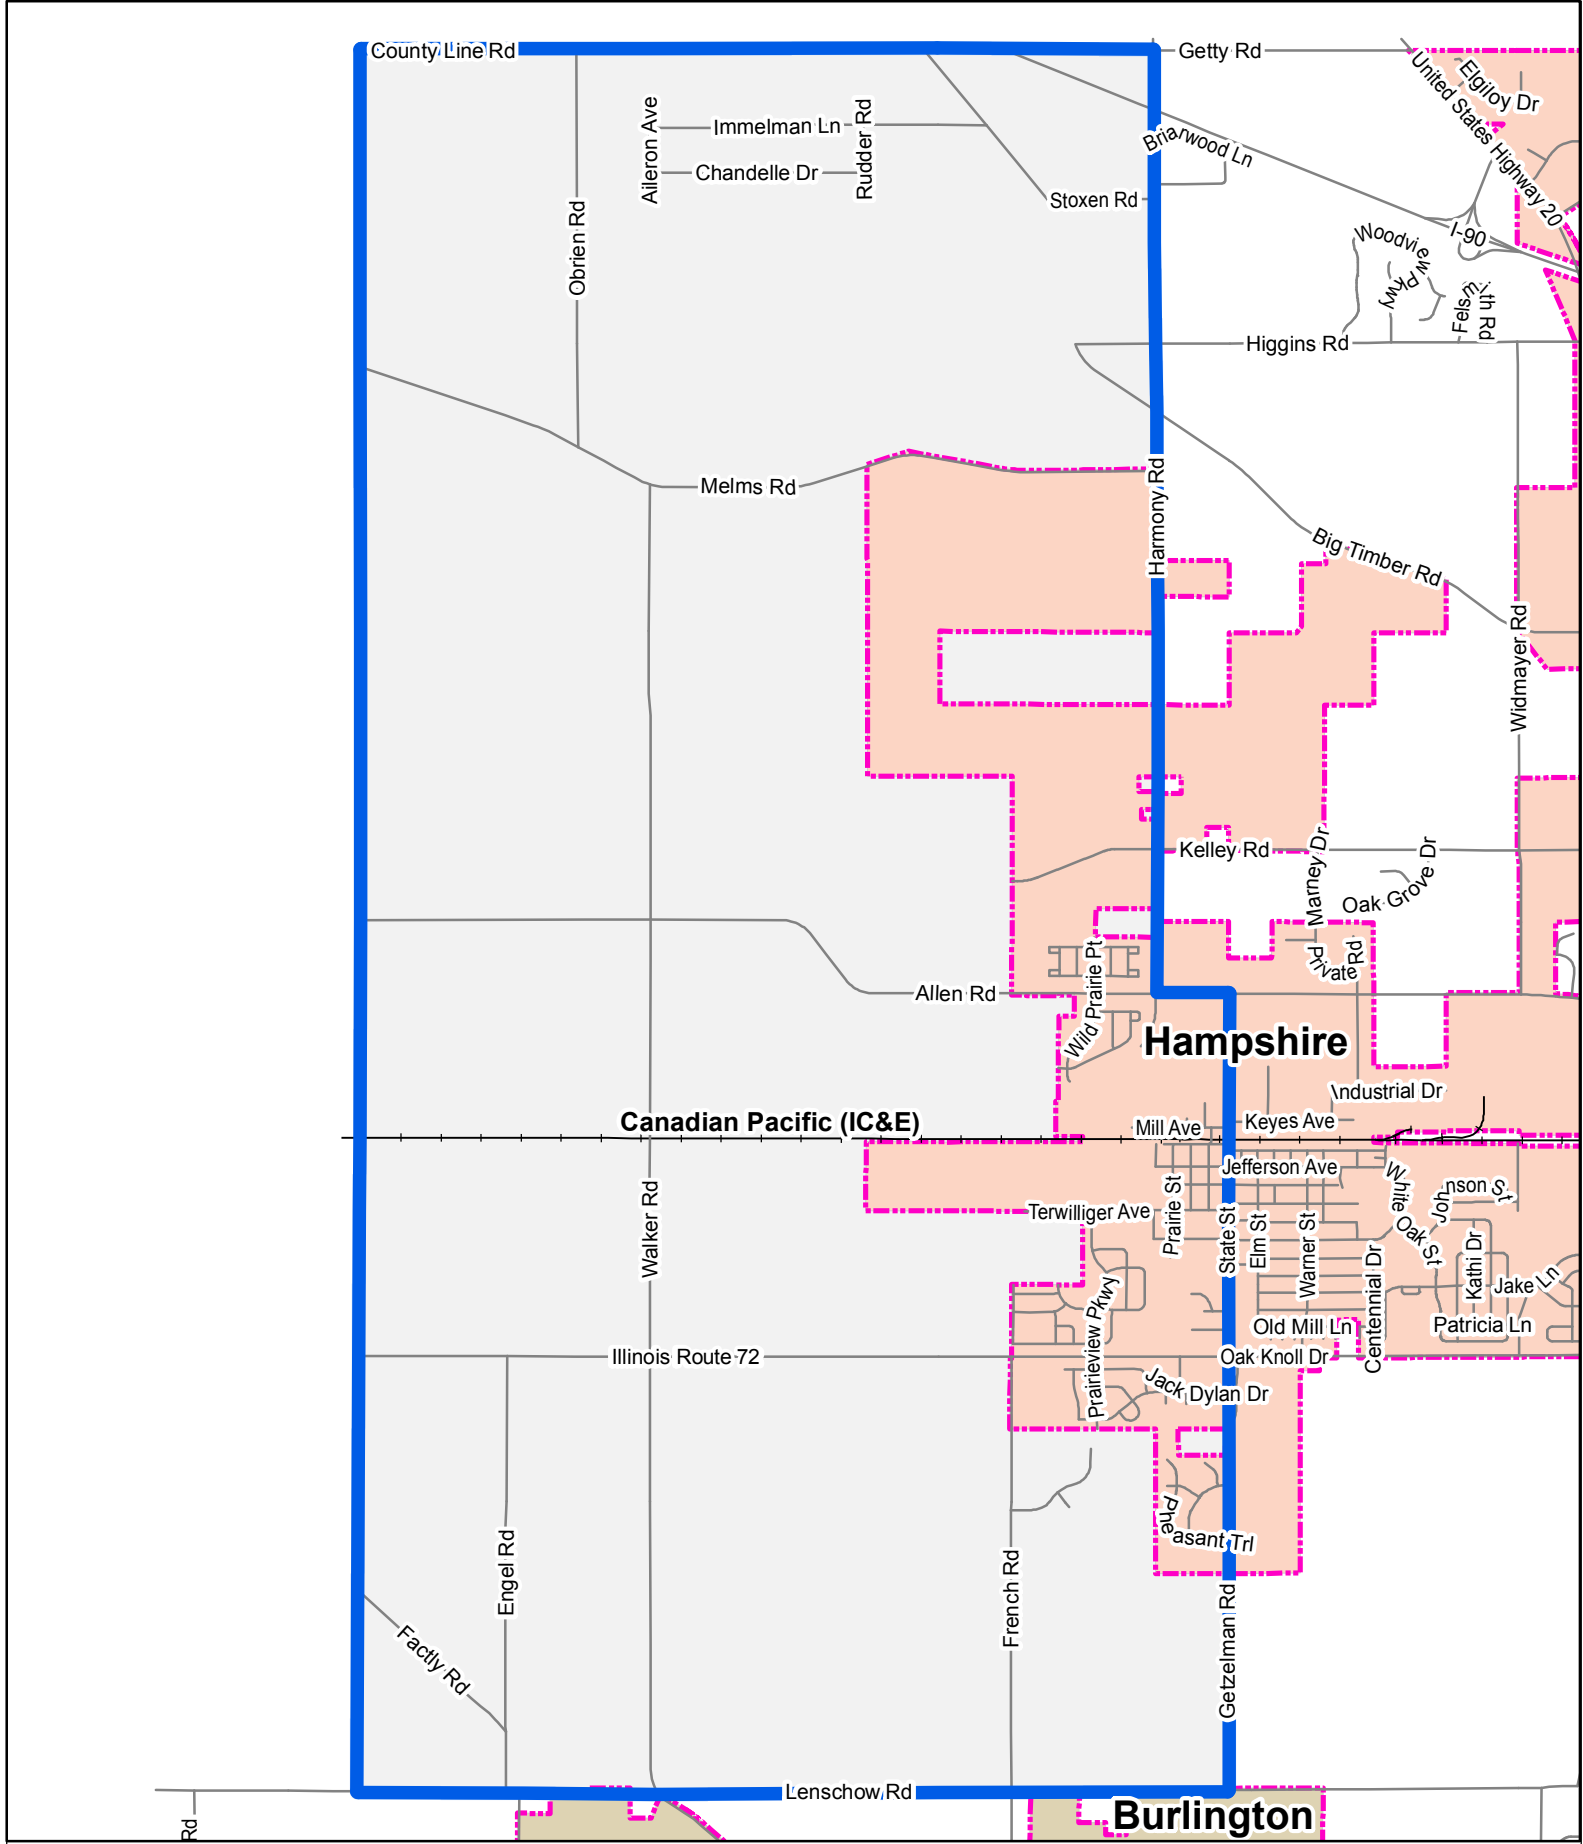 County Line Rd
Getty Rd
United States Highway 20
Elgiloy Dr
Aileron Ave
Immelman Ln
Rudder Rd
Chandelle Dr
Briarwood Ln
Stoxen Rd
Obrien Rd
I-90
Woodview Pkwy
Higgins Rd
Melms Rd
Harmony Rd
Big Timber Rd
Widmayer Rd
Kelley Rd
Marney Dr
Oak Grove Dr
Private Rd
Allen Rd
Wild Prairie Pt
Hampshire
Industrial Dr
Canadian Pacific (IC&E)
Mill Ave
Keyes Ave
Jefferson Ave
White Oak St
Johnson St
Walker Rd
Terwilliger Ave
Prairie St
State St
Elm St
Warner St
Centennial Dr
Kathi Dr
Jake Ln
Prairieview Pkwy
Old Mill Ln
Patricia Ln
Illinois Route 72
Oak Knoll Dr
Jack Dylan Dr
Pheasant Trl
Engel Rd
French Rd
Getzelman Rd
Factly Rd
Lenschow Rd
Burlington
Rd